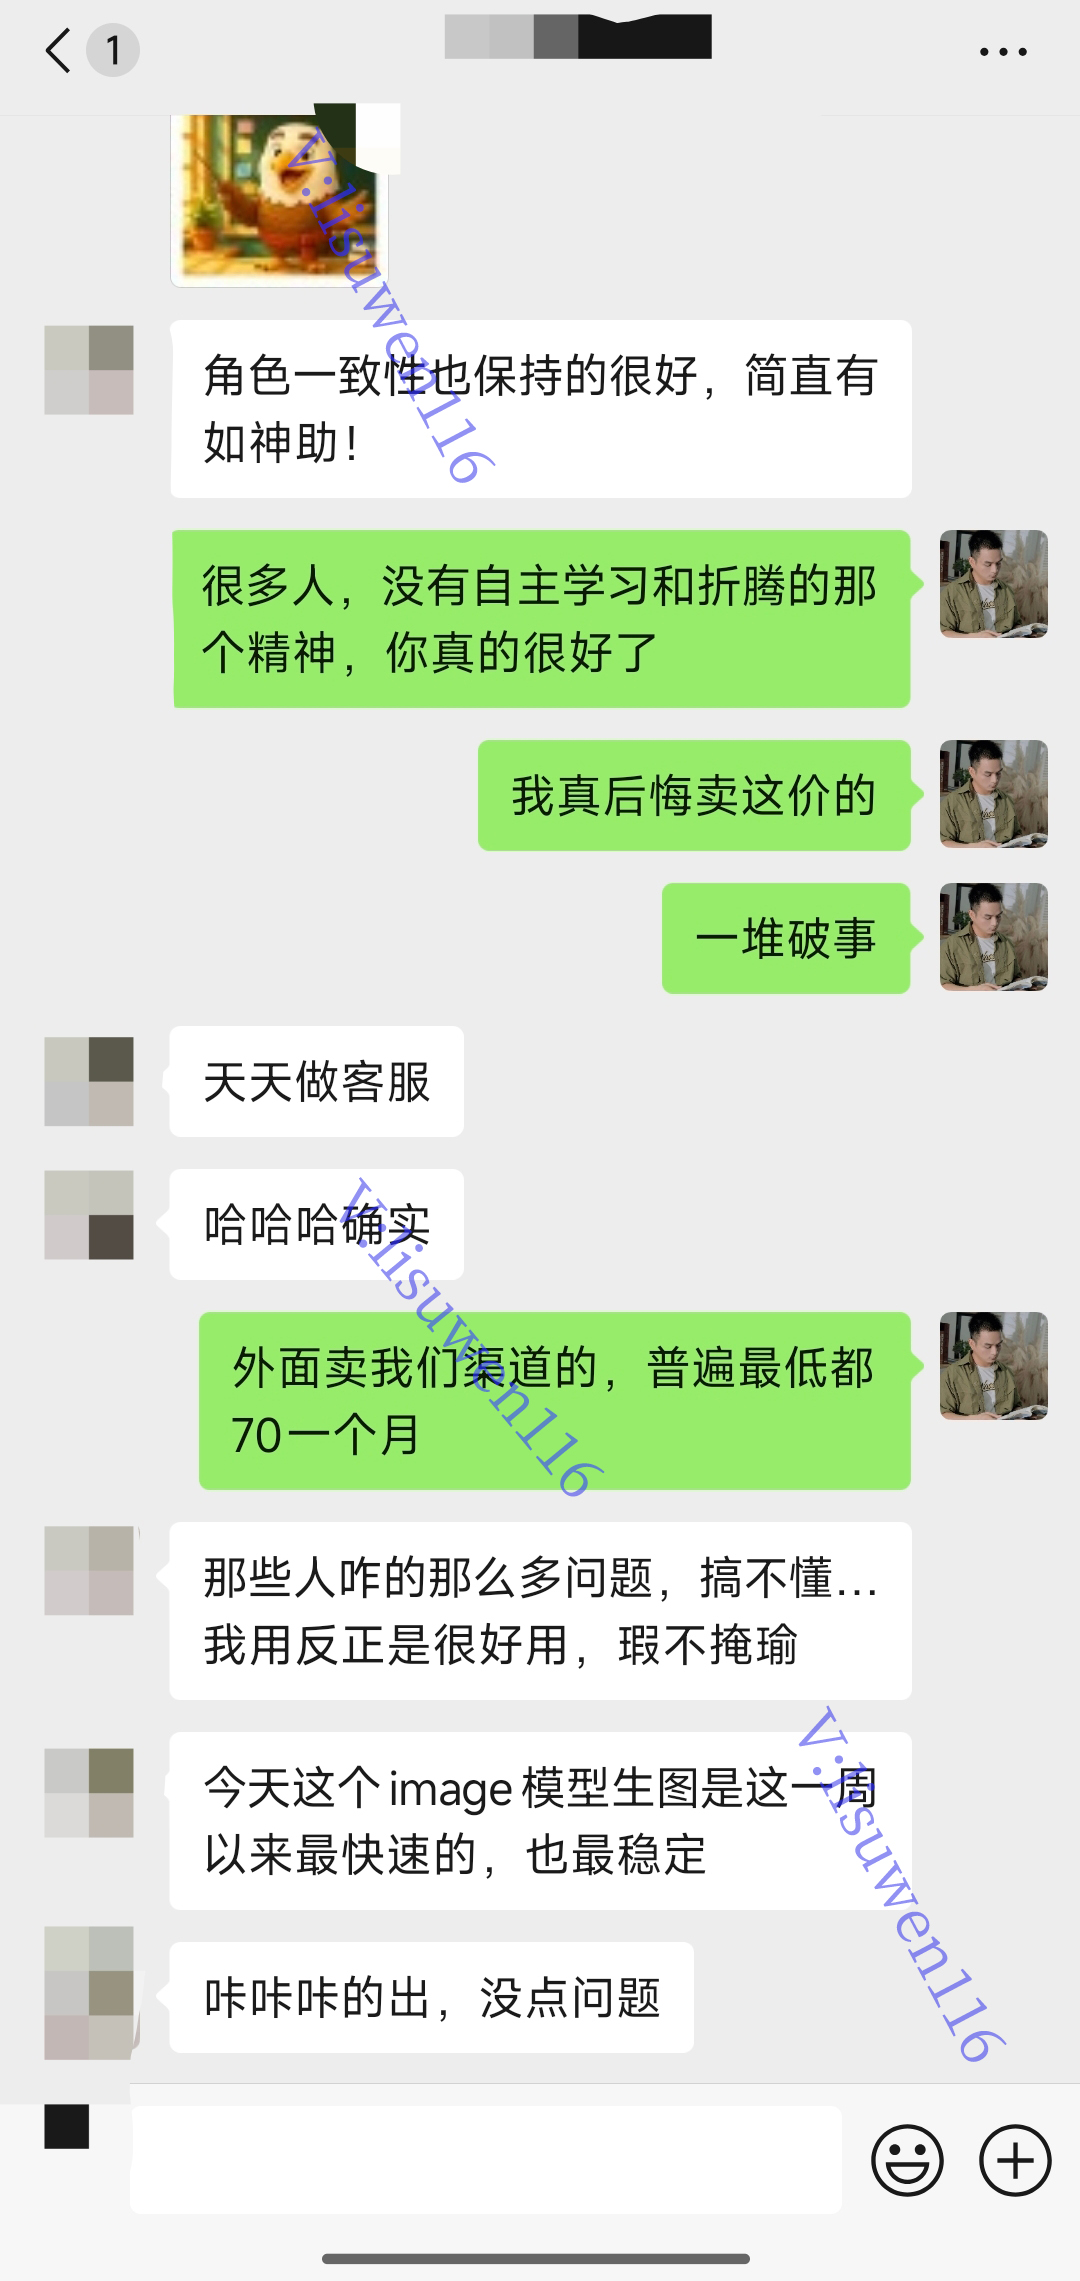 1
V:lisuwen116
角色一致性也保持的很好，简直有
如神助！
很多人，没有自主学习和折腾的那
个精神，你真的很好了
我真后悔卖这价的
一堆破事
天天做客服
哈哈哈确实
V:lisuwen116
外面卖我们渠道的，普遍最低都
70一个月
那些人咋的那么多问题，搞不懂...
我用反正是很好用，瑕不掩瑜
V:lisuwen116
今天这个image模型生图是这一周
以来最快速的，也最稳定
咔咔咔的出，没点问题